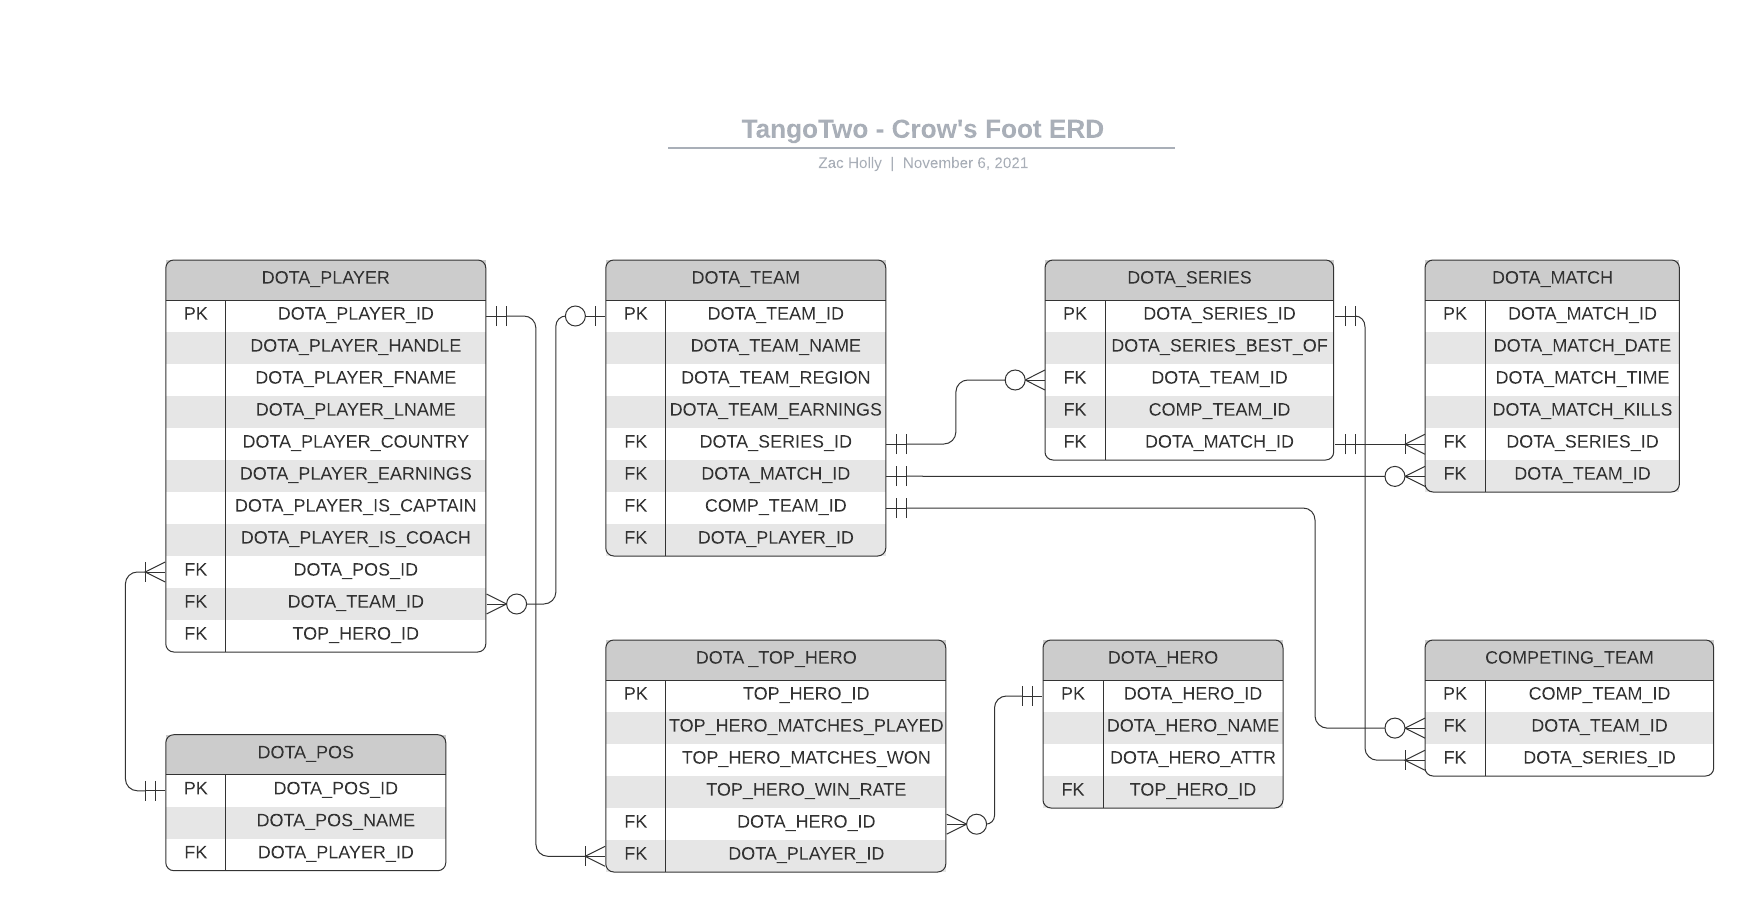 TangoTwo - Crow's Foot ERD
Zac Holly | November 6, 2021
DOTA_PLAYER
PK DOTA_PLAYER_ID
DOTA_PLAYER_HANDLE
DOTA_PLAYER_FNAME
DOTA_PLAYER_LNAME
DOTA_PLAYER_COUNTRY
DOTA_PLAYER_EARNINGS
DOTA_PLAYER_IS_CAPTAIN
DOTA_PLAYER_IS_COACH
FK DOTA_POS_ID
FK DOTA_TEAM_ID
FK TOP_HERO_ID
DOTA_TEAM
PK DOTA_TEAM_ID
DOTA_TEAM_NAME
DOTA_TEAM_REGION
DOTA_TEAM_EARNINGS
FK DOTA_SERIES_ID
FK DOTA_MATCH_ID
FK COMP_TEAM_ID
FK DOTA_PLAYER_ID
DOTA_SERIES
PK DOTA_SERIES_ID
DOTA_SERIES_BEST_OF
FK DOTA_TEAM_ID
FK COMP_TEAM_ID
FK DOTA_MATCH_ID
DOTA_MATCH
PK DOTA_MATCH_ID
DOTA_MATCH_DATE
DOTA_MATCH_TIME
DOTA_MATCH_KILLS
FK DOTA_SERIES_ID
FK DOTA_TEAM_ID
DOTA_POS
PK DOTA_POS_ID
DOTA_POS_NAME
FK DOTA_PLAYER_ID
DOTA _TOP_HERO
PK TOP_HERO_ID
TOP_HERO_MATCHES_PLAYED
TOP_HERO_MATCHES_WON
TOP_HERO_WIN_RATE
FK DOTA_HERO_ID
FK DOTA_PLAYER_ID
DOTA_HERO
PK DOTA_HERO_ID
DOTA_HERO_NAME
DOTA_HERO_ATTR
FK TOP_HERO_ID
COMPETING_TEAM
PK COMP_TEAM_ID
FK DOTA_TEAM_ID
FK DOTA_SERIES_ID